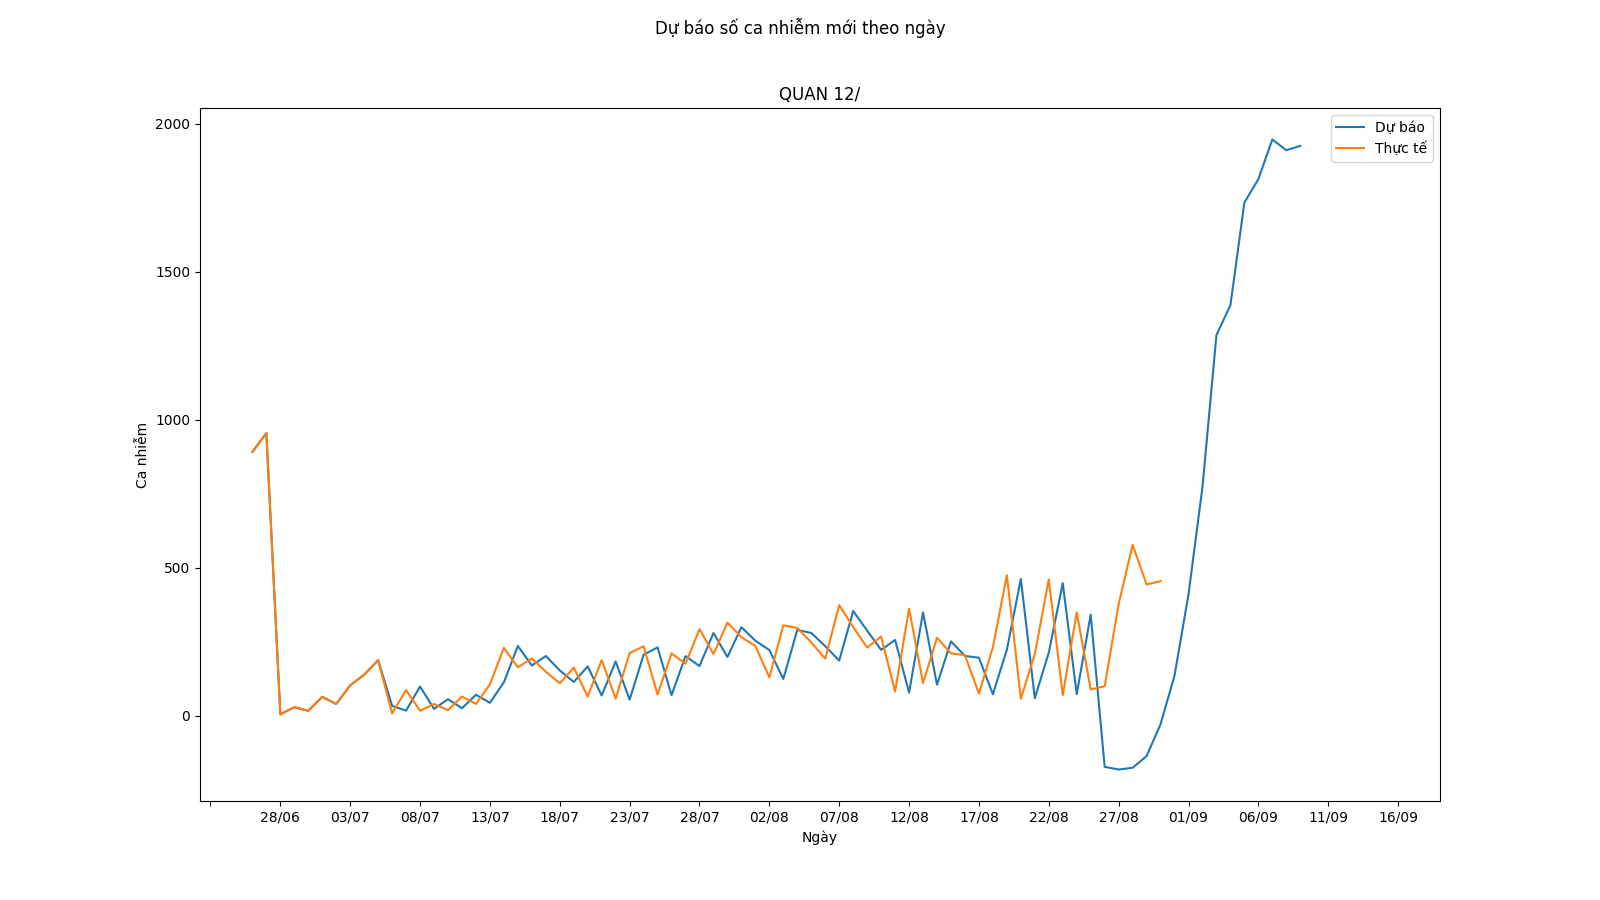 Dự báo số ca nhiễm mới theo ngày
QUAN 12/
Dự báo
Thực tế
2000
1500
1000
500
0
Ca nhiễm
28/06 03/07 08/07 13/07 18/07 23/07 28/07 02/08 07/08 12/08 17/08 22/08 27/08 01/09 06/09 11/09 16/09
Ngày